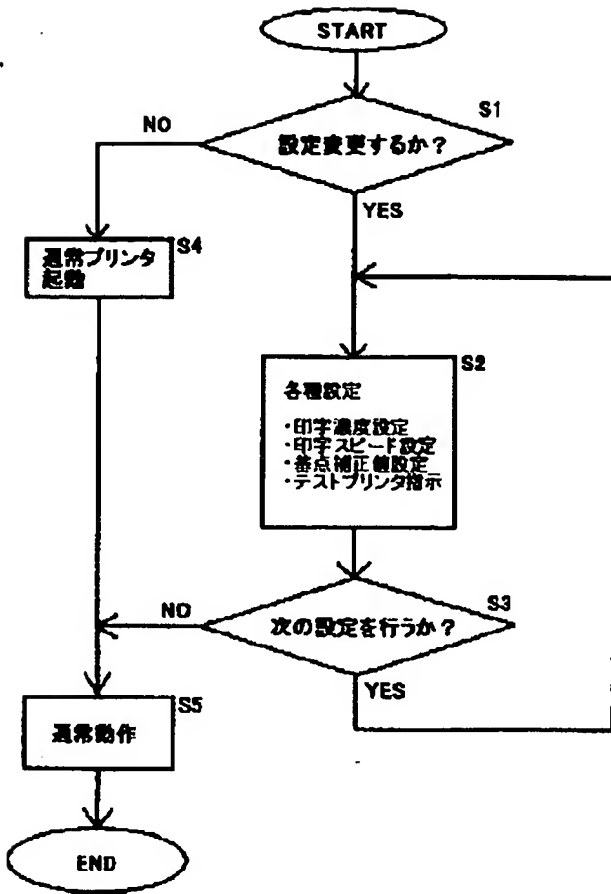 START
S1
設定変更するか？
NO
YES
S4
通常プリンタ
起動
S2
各種設定
・印字濃度設定
・印字スピード設定
・基点補正値設定
・テストプリンタ指示
S3
次の設定を行うか？
NO
YES
S5
通常動作
END